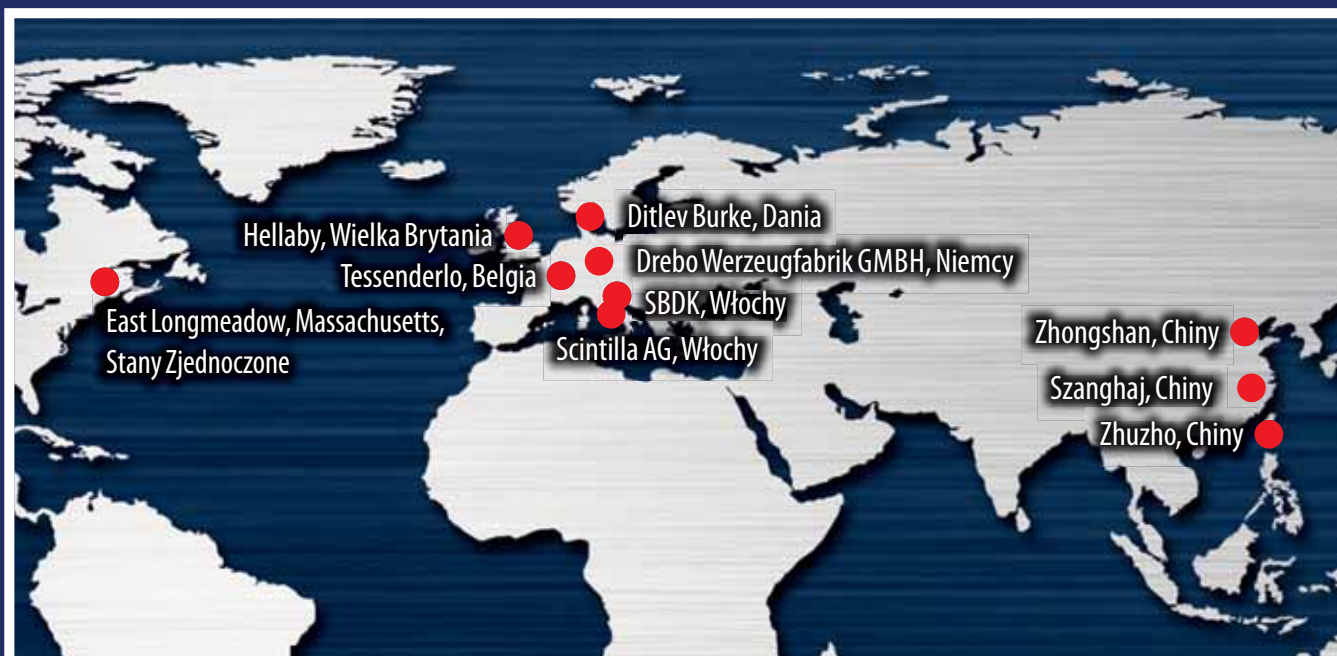 Ditlev Burke, Dania
Hellaby, Wielka Brytania
Drebo Werzeugfabrik GMBH, Niemcy
Tessenderlo, Belgia
SBDK, Włochy
East Longmeadow, Massachusetts,
Stany Zjednoczone
Scintilla AG, Włochy
Zhongshan, Chiny
Szanghaj, Chiny
Zhuzho, Chiny